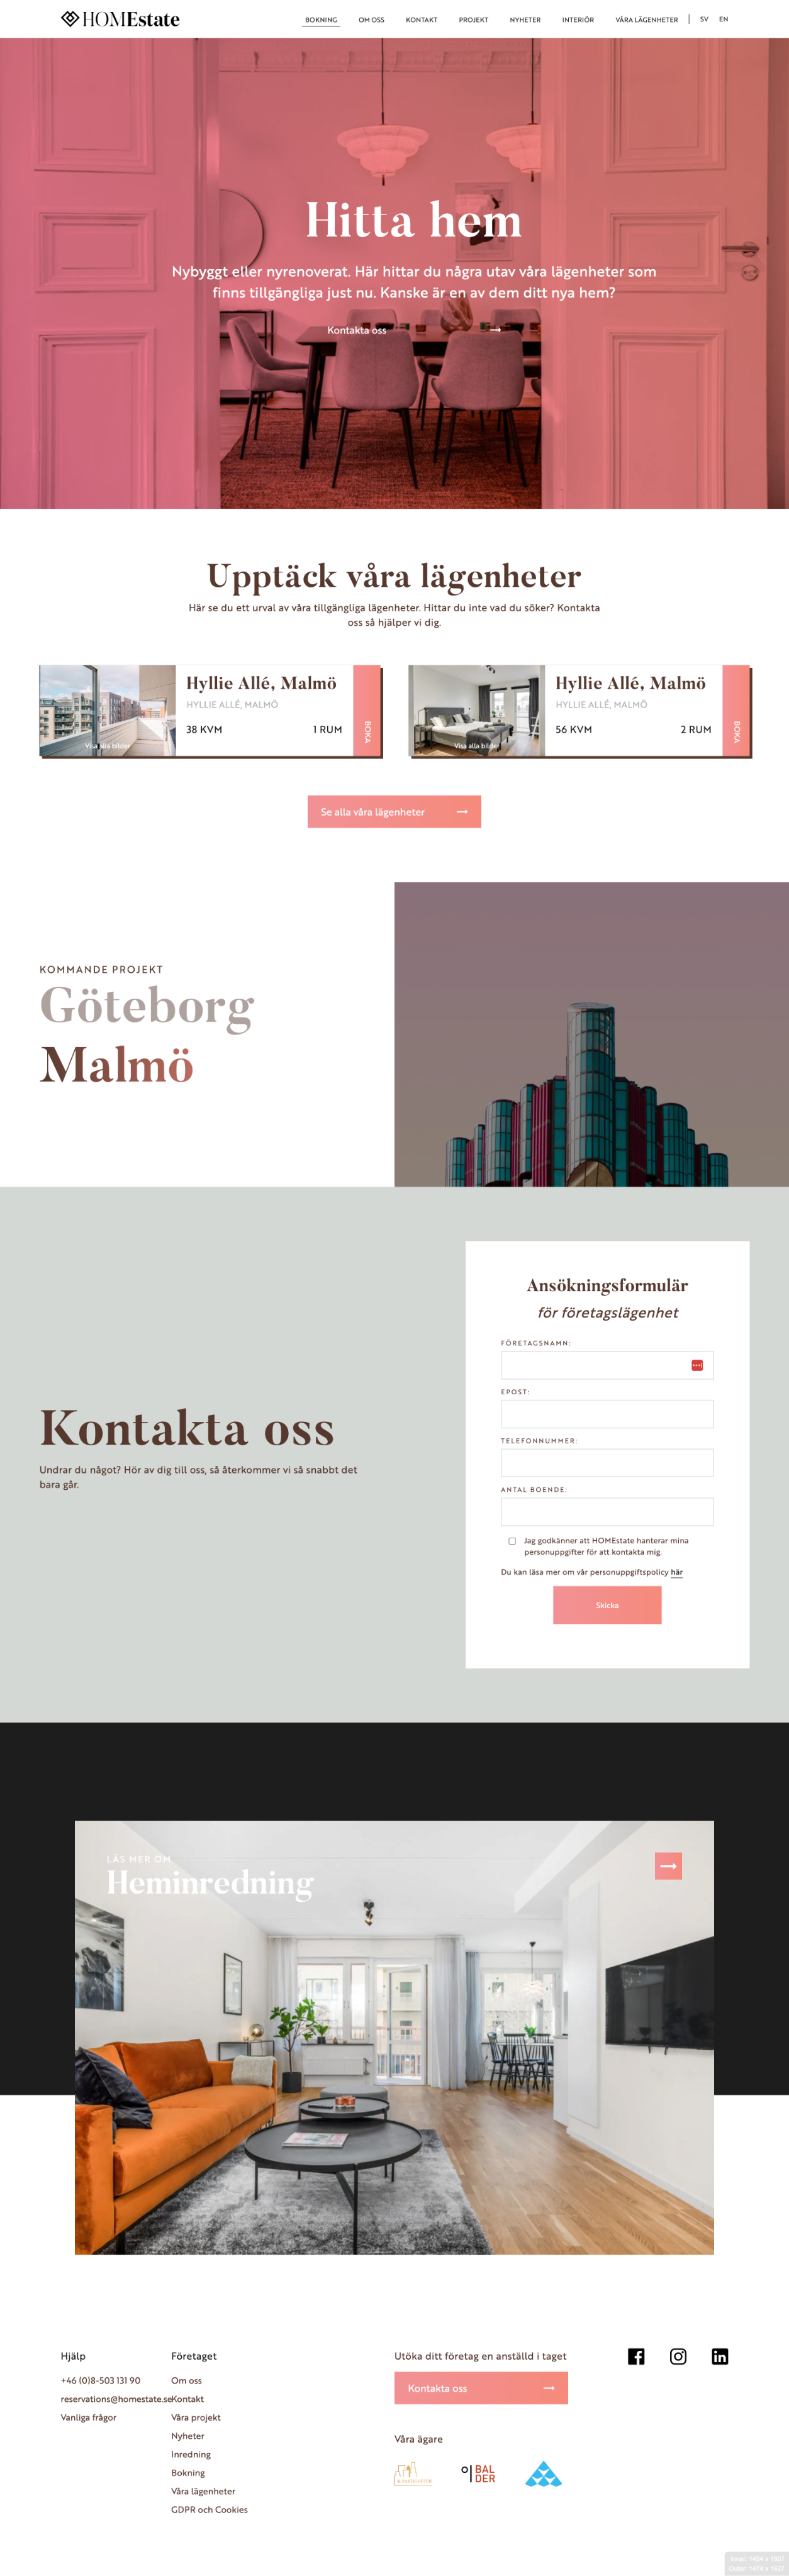 HOMEstate
BOKNING OM OSS KONTAKT PROJEKT NYHETER INTERIÖR VÅRA LÄGENHETER SV EN
Hitta hem
Nybyggt eller nyrenoverat. Här hittar du några utav våra lägenheter som
finns tillgängliga just nu. Kanske är en av dem ditt nya hem?
Kontakta oss
Upptäck våra lägenheter
Här se du ett urval av våra tillgängliga lägenheter. Hittar du inte vad du söker? Kontakta
oss så hjälper vi dig.
Hyllie Allé, Malmö
HYLLIE ALLÉ, MALMÖ
38 KVM 1 RUM
Visa alla bilder
BOKA
Hyllie Allé, Malmö
HYLLIE ALLÉ, MALMÖ
56 KVM 2 RUM
Visa alla bilder
BOKA
Se alla våra lägenheter
KOMMANDE PROJEKT
Göteborg
Malmö
Kontakta oss
Undrar du något? Hör av dig till oss, så återkommer vi så snabbt det
bara går.
Ansökningsformulär
för företagslägenhet
FÖRETAGSNAMN:
EPOST:
TELEFONNUMMER:
ANTAL BOENDE:
Jag godkänner att HOMEstate hanterar mina
personuppgifter för att kontakta mig.
Du kan läsa mer om vår personuppgiftspolicy här
Skicka
LÄS MER OM
Heminredning
Hjälp
+46 (0)8-503 131 90
reservations@homestate.se
Vanliga frågor
Företaget
Om oss
Kontakt
Våra projekt
Nyheter
Inredning
Bokning
Våra lägenheter
GDPR och Cookies
Utöka ditt företag en anställd i taget
Kontakta oss
Våra ägare
BAL
DER